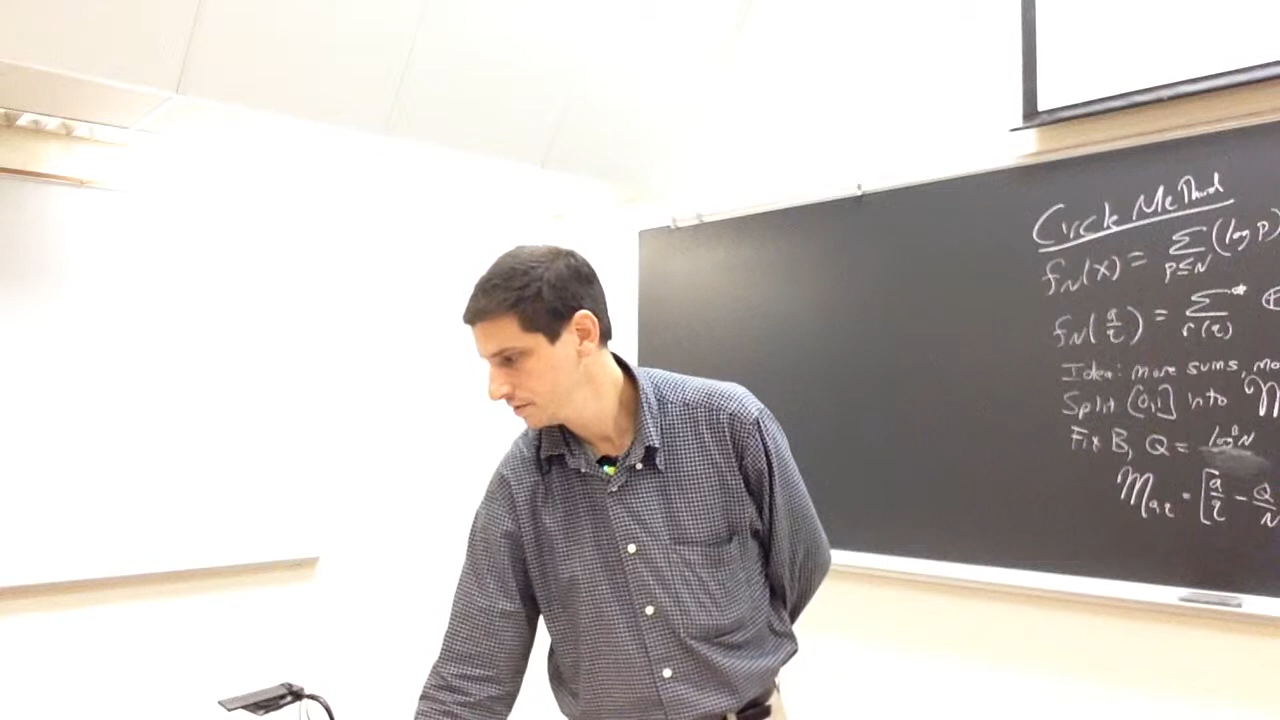 Circle Method
f_N(x) = Σ_{p≤N} (log p)
f_N(a/q) = Σ*_{r(q)}
Idea: more sums, mo
Split [0,1] into 𝔐
Fix B, Q = log^B N
𝔐_{a,q} = [a/q - Q/N